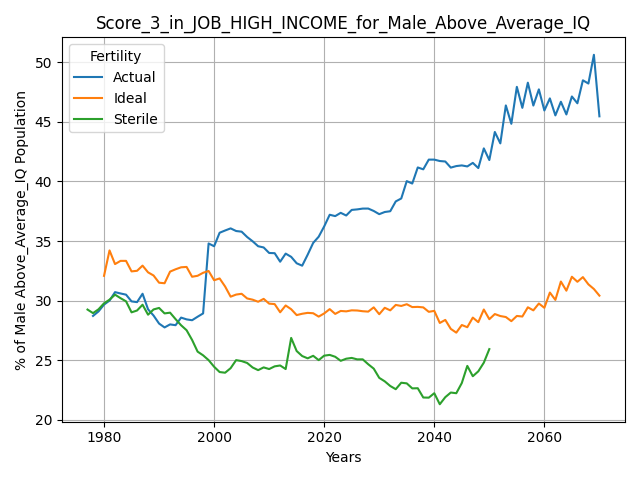 Score_3_in_JOB_HIGH_INCOME_for_Male_Above_Average_IQ
Fertility
Actual
Ideal
Sterile
% of Male Above_Average_IQ Population
50
45
40
35
30
25
20
1980
2000
2020
2040
2060
Years